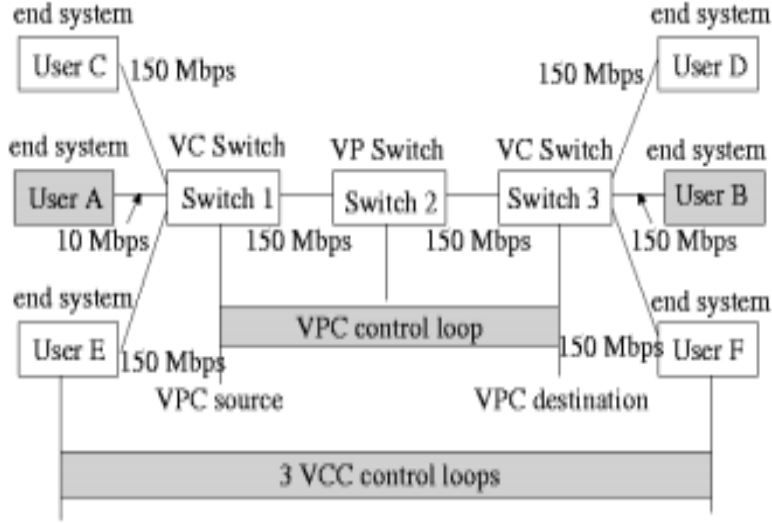 end system
end system
User C
150 Mbps
150 Mbps
User D
end system
VC Switch
VP Switch
VC Switch
end system
User A
Switch 1
Switch 2
Switch 3
User B
10 Mbps
150 Mbps
150 Mbps
150 Mbps
end system
end system
User E
150 Mbps
VPC control loop
150 Mbps
User F
VPC source
VPC destination
3 VCC control loops